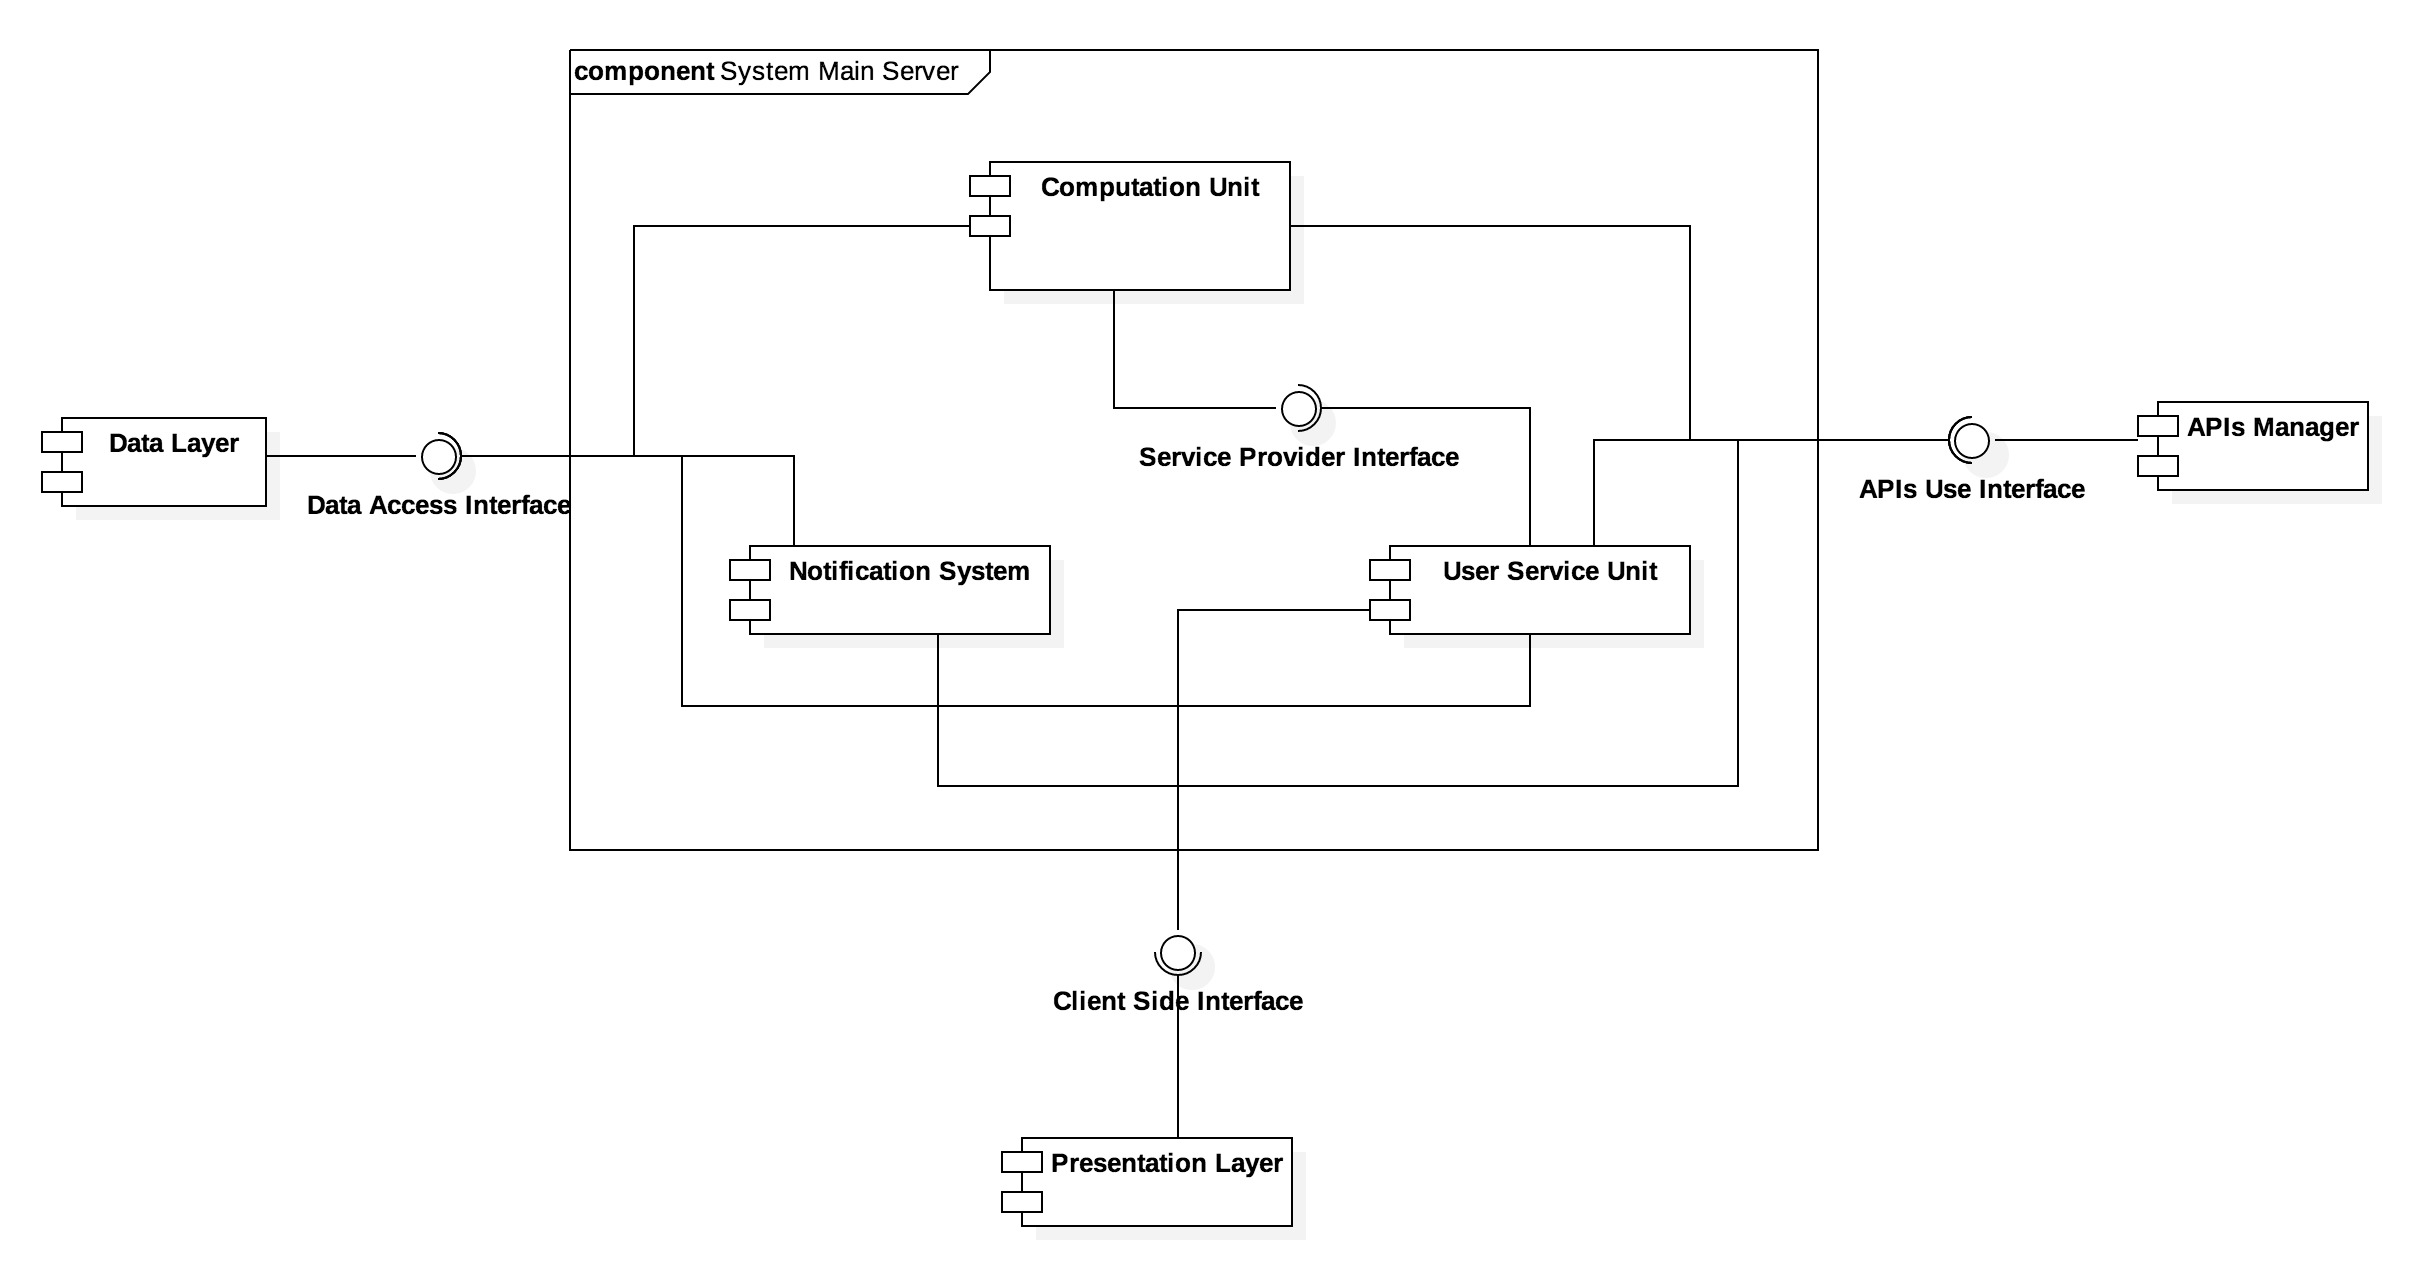 component System Main Server
Computation Unit
Data Layer
Data Access Interface
Service Provider Interface
APIs Manager
APIs Use Interface
Notification System
User Service Unit
Client Side Interface
Presentation Layer